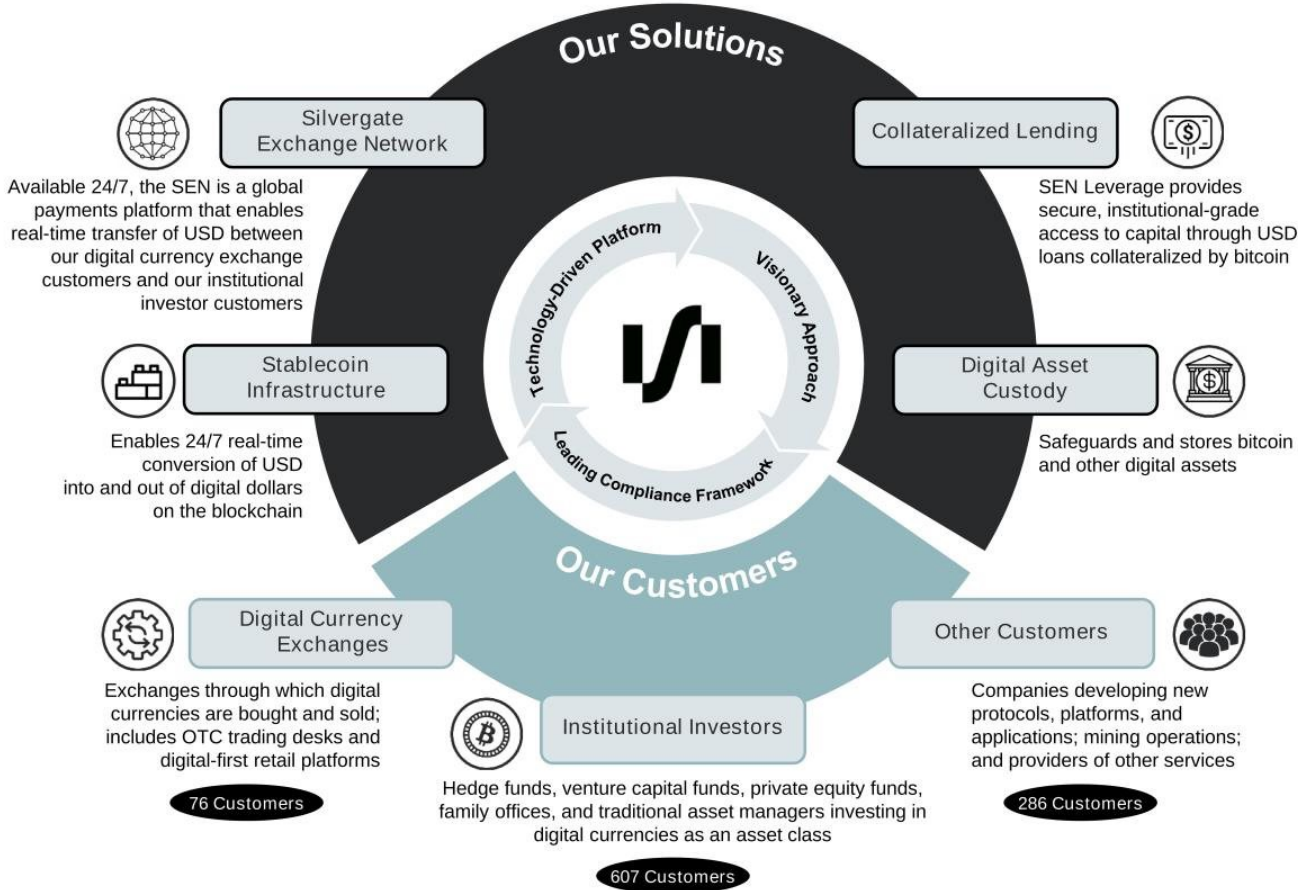 Our Solutions
Silvergate
Exchange Network
Available 24/7, the SEN is a global
payments platform that enables
real-time transfer of USD between
our digital currency exchange
customers and our institutional
investor customers
Collateralized Lending
SEN Leverage provides
secure, institutional-grade
access to capital through USD
loans collateralized by bitcoin
Stablecoin
Infrastructure
Enables 24/7 real-time
conversion of USD
into and out of digital dollars
on the blockchain
Digital Asset
Custody
Safeguards and stores bitcoin
and other digital assets
Technology-Driven Platform
Visionary Approach
Leading Compliance Framework
Our Customers
Digital Currency
Exchanges
Exchanges through which digital
currencies are bought and sold;
includes OTC trading desks and
digital-first retail platforms
76 Customers
Institutional Investors
Hedge funds, venture capital funds, private equity funds,
family offices, and traditional asset managers investing in
digital currencies as an asset class
607 Customers
Other Customers
Companies developing new
protocols, platforms, and
applications; mining operations;
and providers of other services
286 Customers